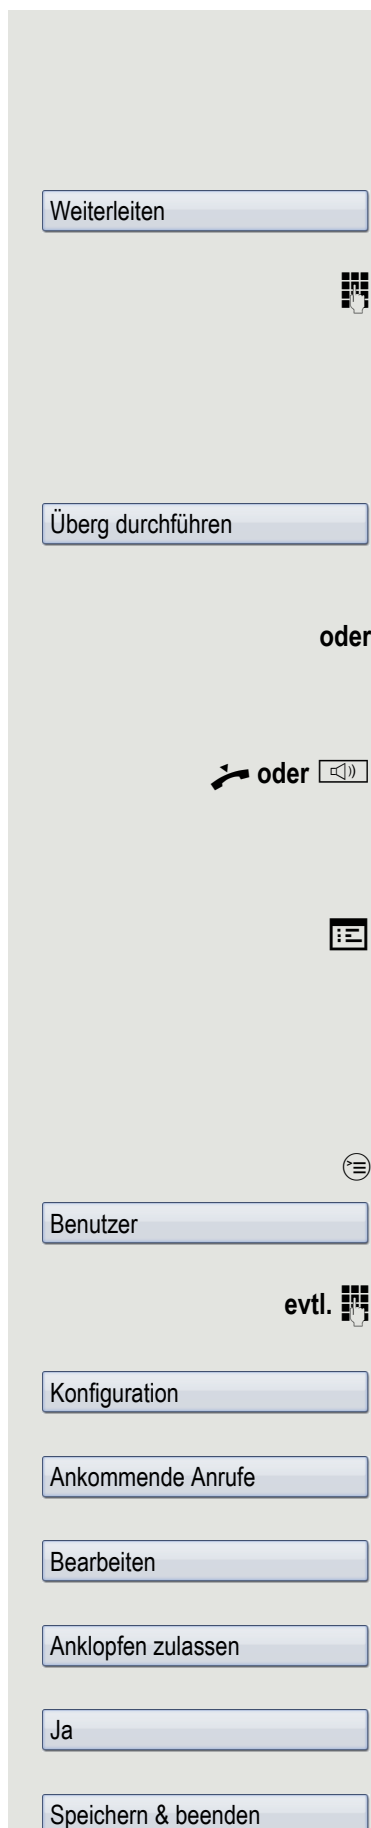 Weiterleiten
Überg durchführen
oder
oder
Benutzer
evtl.
Konfiguration
Ankommende Anrufe
Bearbeiten
Anklopfen zulassen
Ja
Speichern & beenden